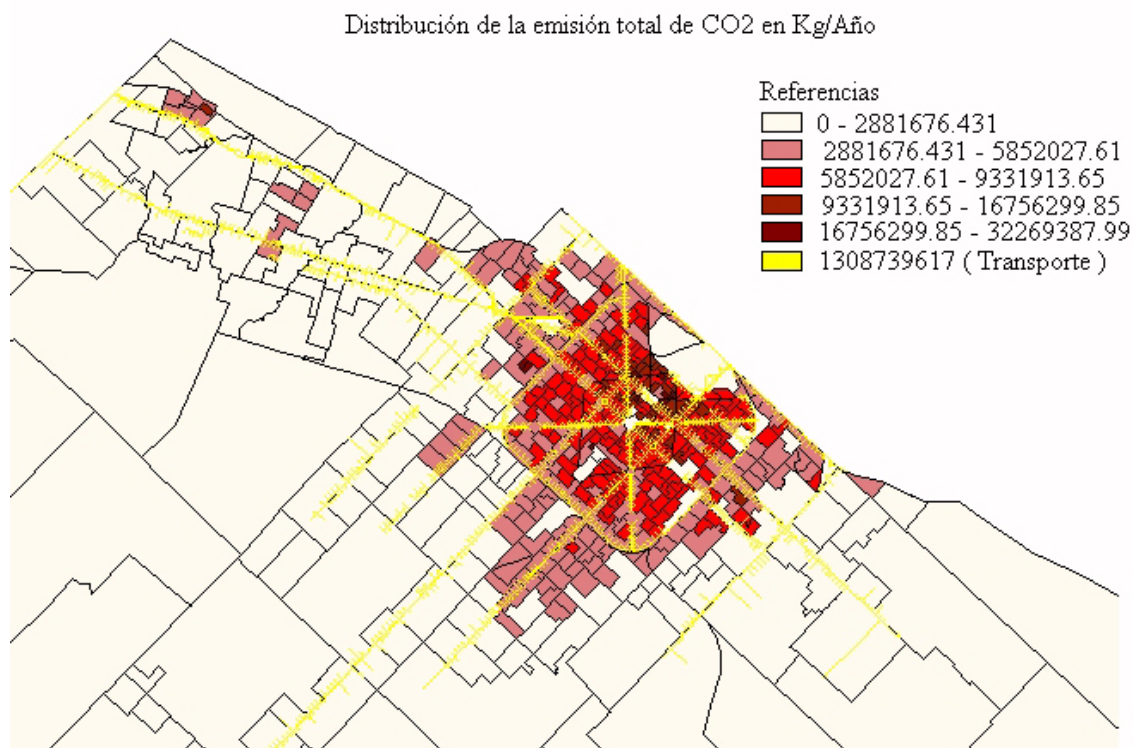 Distribución de la emisión total de CO2 en Kg/Año
Referencias
0 - 2881676.431
2881676.431 - 5852027.61
5852027.61 - 9331913.65
9331913.65 - 16756299.85
16756299.85 - 32269387.99
1308739617 ( Transporte )